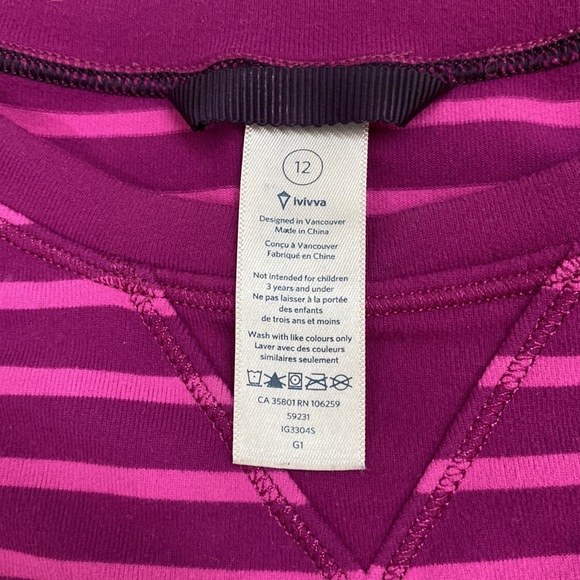 12
ivivva
Designed in Vancouver
Made in China
Conçu à Vancouver
Fabriqué en Chine
Not intended for children
3 years and under
Ne pas laisser à la portée
des enfants
de trois ans et moins
Wash with like colours only
Laver avec des couleurs
similaires seulement
CA 35801 RN 106259
59231
IG3304S
G1